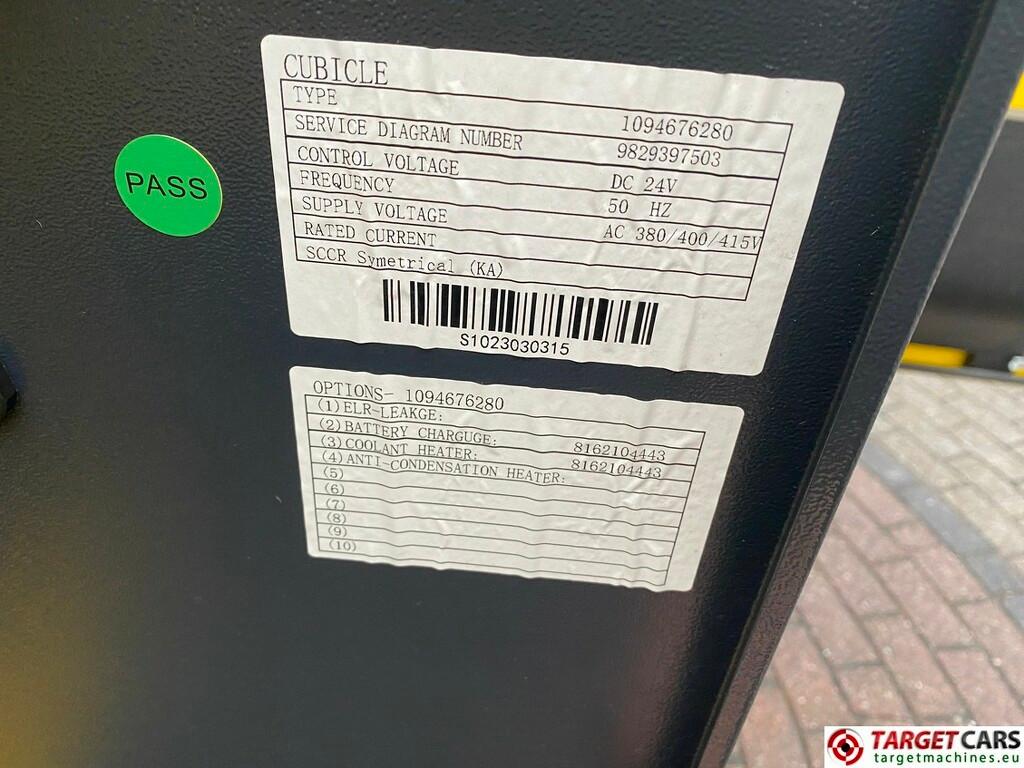 CUBICLE
TYPE 1094676280
SERVICE DIAGRAM NUMBER 9829397503
CONTROL VOLTAGE DC 24V
FREQUENCY 50 HZ
SUPPLY VOLTAGE AC 380/400/415V
RATED CURRENT
SCCR Symetrical (KA)
S1023030315
PASS
OPTIONS- 1094676280
(1) ELR-LEAKGE:
(2) BATTERY CHARGUGE: 8162104443
(3) COOLANT HEATER: 8162104443
(4) ANTI-CONDENSATION HEATER:
(5)
(6)
(7)
(8)
(9)
(10)
TARGET CARS
targetmachines.eu